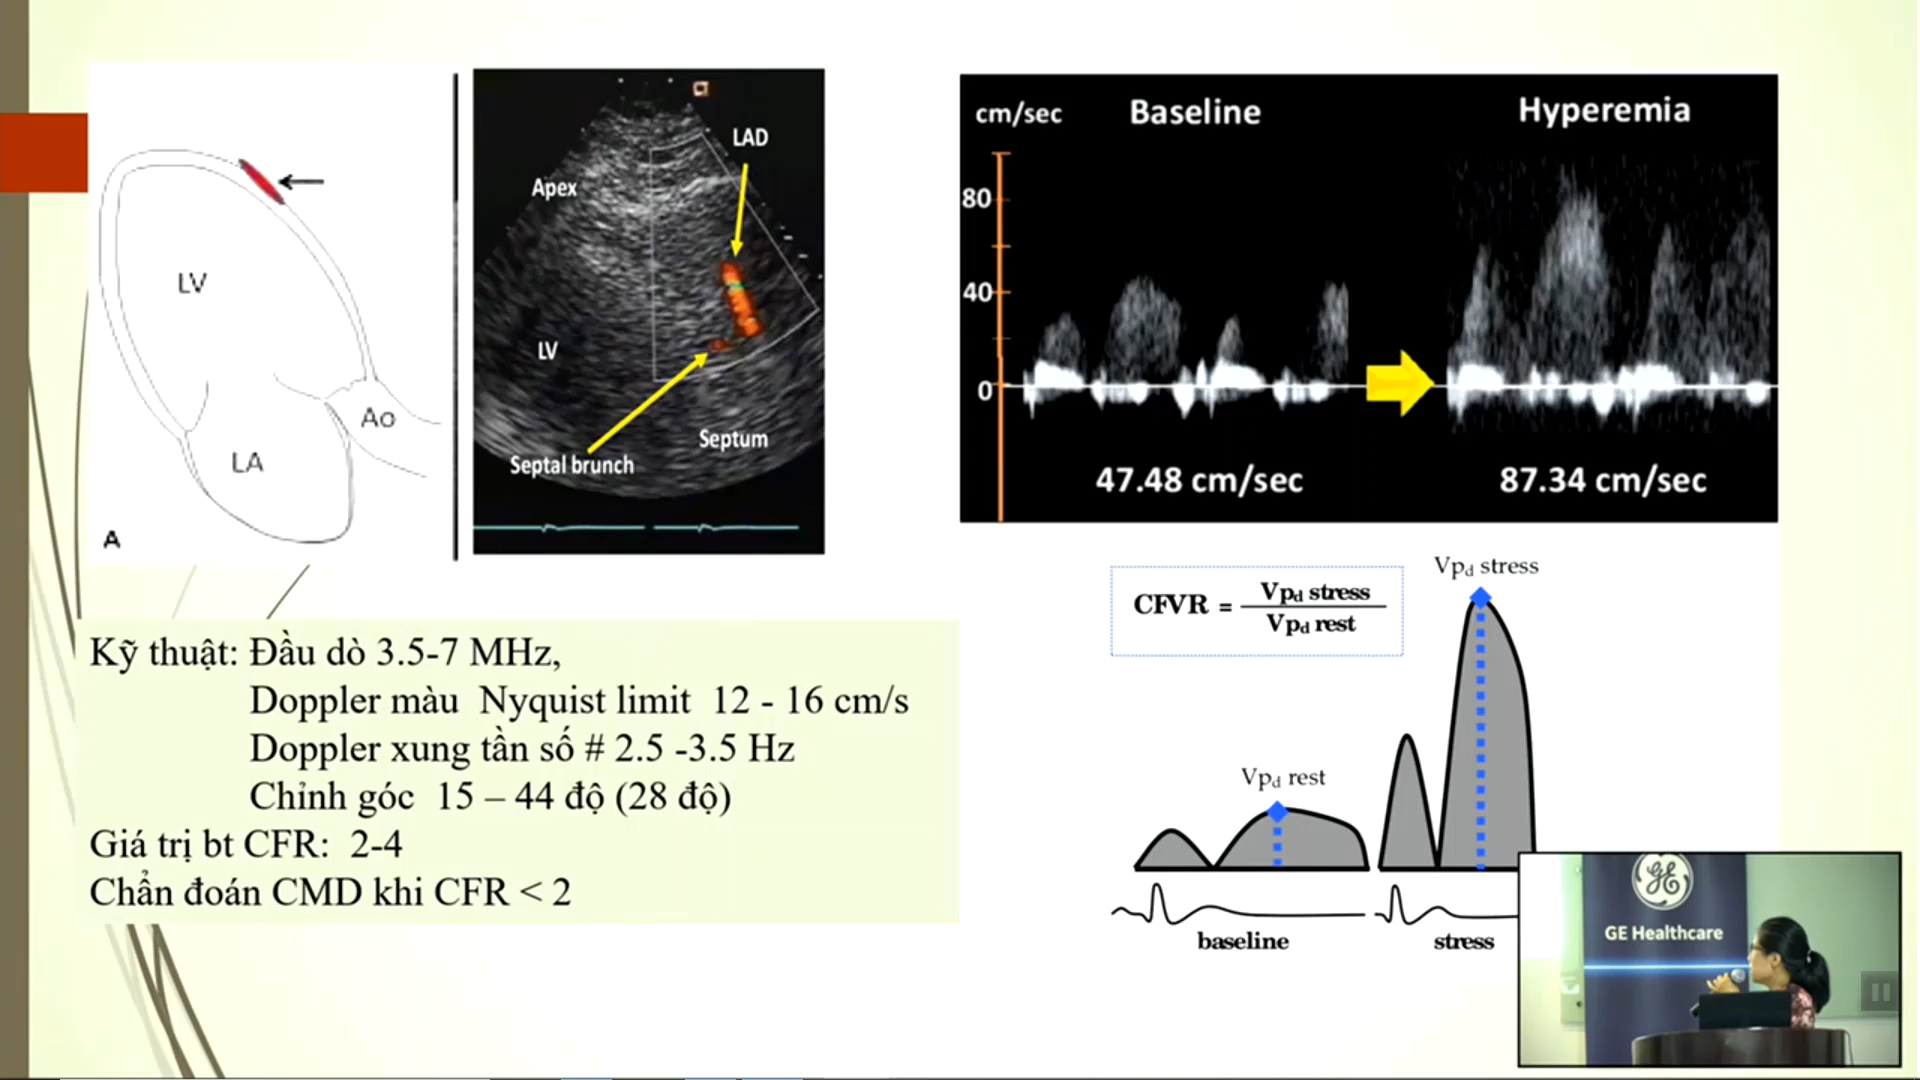 LV
LA
Ao
A
Apex
LAD
LV
Septum
Septal brunch
cm/sec
Baseline
Hyperemia
80
40
0
47.48 cm/sec
87.34 cm/sec
Kỹ thuật: Đầu dò 3.5-7 MHz,
Doppler màu Nyquist limit 12 - 16 cm/s
Doppler xung tần số # 2.5 -3.5 Hz
Chỉnh góc 15 – 44 độ (28 độ)
Giá trị bt CFR: 2-4
Chẩn đoán CMD khi CFR < 2
CFVR = Vpd stress
Vpd rest
Vpd stress
Vpd rest
baseline
stress
GE
GE Healthcare